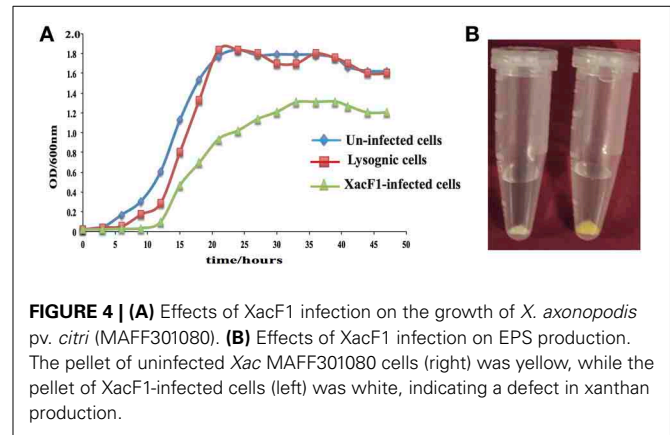 A
B
2.0
1.8
1.6
1.4
1.2
1.0
0.8
0.6
0.4
0.2
0
OD/600nm
Un-infected cells
Lysognic cells
XacF1-infected cells
0 5 10 15 20 25 30 35 40 45 50
time/hours
FIGURE 4 | (A) Effects of XacF1 infection on the growth of X. axonopodis
pv. citri (MAFF301080). (B) Effects of XacF1 infection on EPS production.
The pellet of uninfected Xac MAFF301080 cells (right) was yellow, while the
pellet of XacF1-infected cells (left) was white, indicating a defect in xanthan
production.